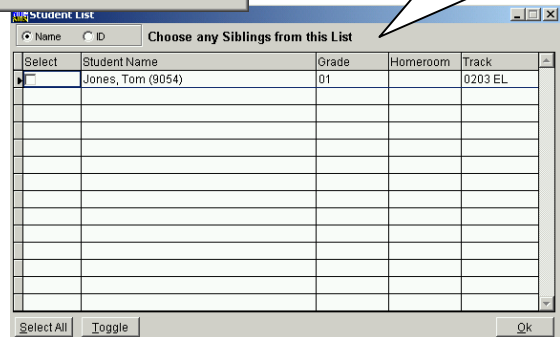 Student List
Name ID Choose any Siblings from this List
Select Student Name Grade Homeroom Track
Jones, Tom (9054) 01 0203 EL
Select All Toggle Ok